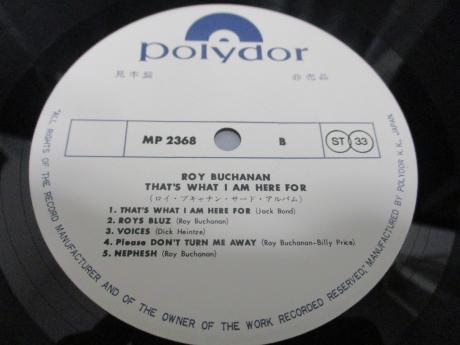 polydor
見本盤 非売品
MP 2368 B ST 33
ROY BUCHANAN
THAT'S WHAT I AM HERE FOR
(ロイ・ブキャナン・サード・アルバム)
1. THAT'S WHAT I AM HERE FOR (Jack Bond)
2. ROYS BLUZ (Roy Buchanan)
3. VOICES (Dick Heintze)
4. Please DON'T TURN ME AWAY (Roy Buchanan-Billy Price)
5. NEPHESH (Roy Buchanan)
"ALL RIGHTS OF THE RECORD MANUFACTURER AND OF THE OWNER OF THE WORK RECORDED RESERVED," MANUFACTURED BY POLYDOR K.K., JAPAN